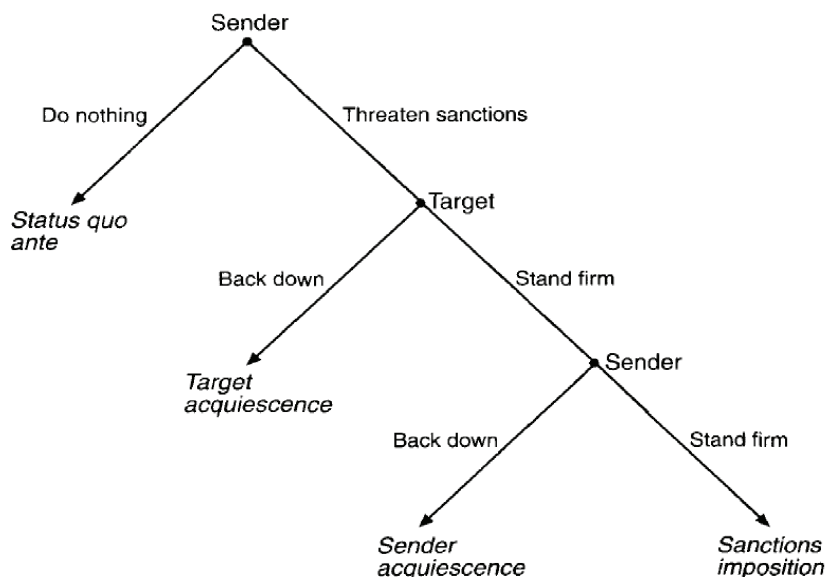 Sender
Do nothing
Threaten sanctions
Status quo
ante
Target
Back down
Stand firm
Target
acquiescence
Sender
Back down
Stand firm
Sender
acquiescence
Sanctions
imposition